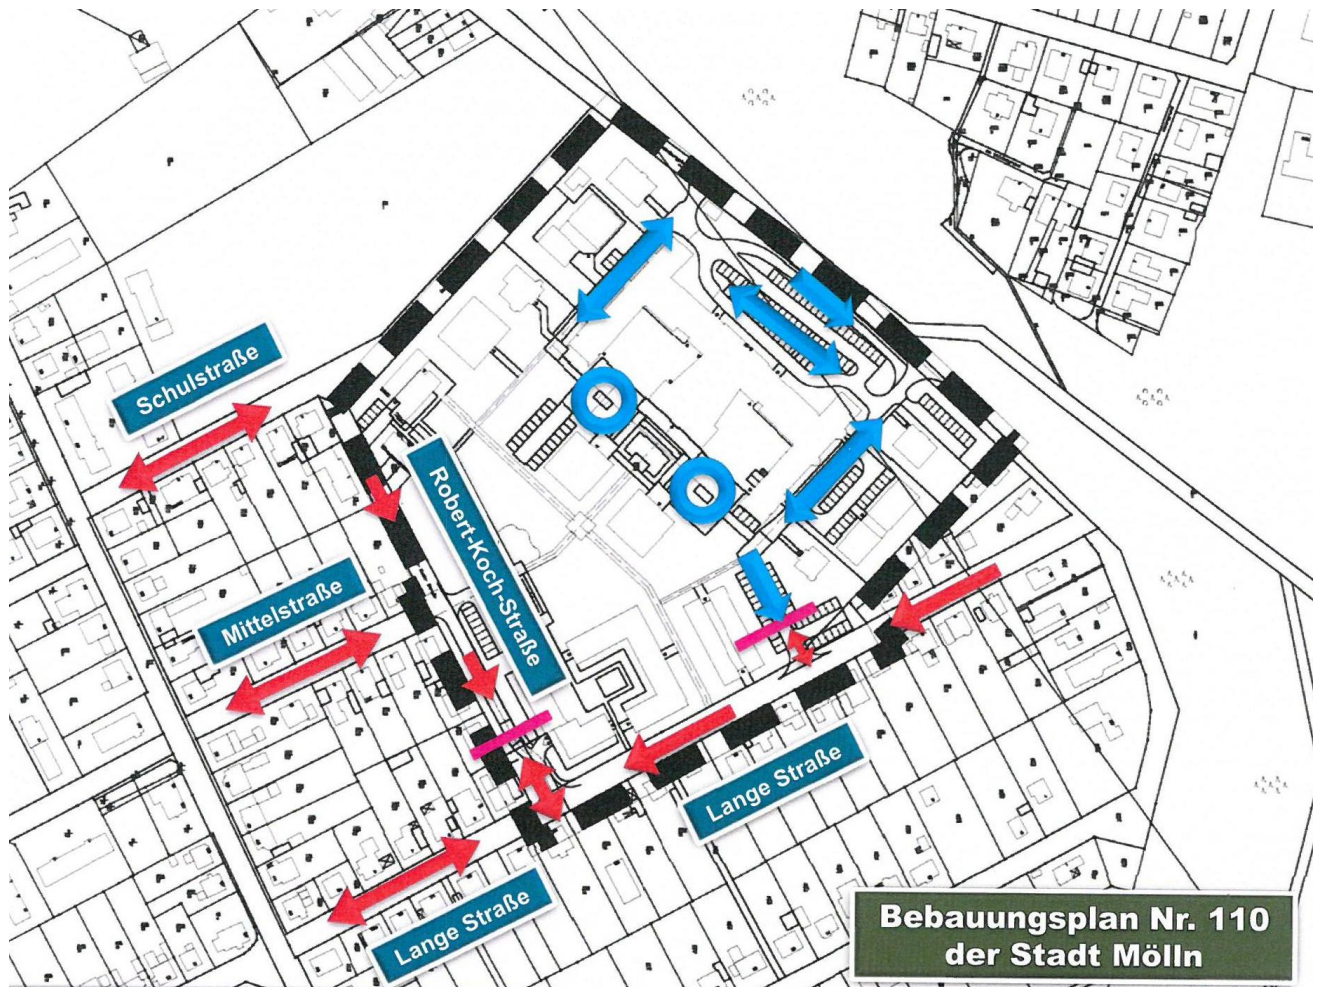 Schulstraße
Robert-Koch-Straße
Mittelstraße
Lange Straße
Lange Straße
Bebauungsplan Nr. 110
der Stadt Mölln